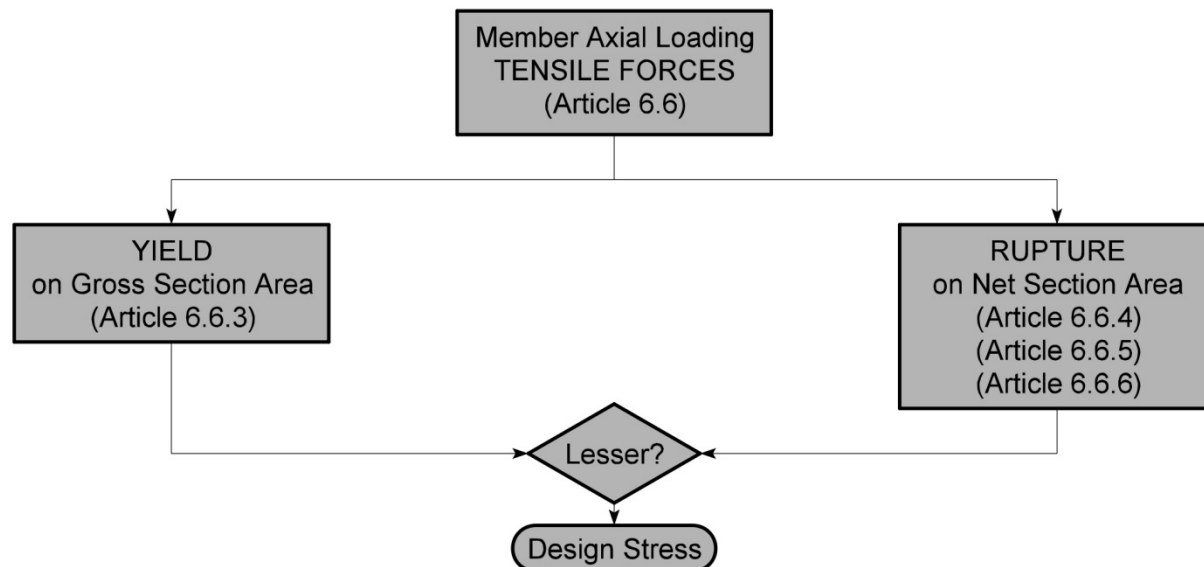 Member Axial Loading
TENSILE FORCES
(Article 6.6)
YIELD
on Gross Section Area
(Article 6.6.3)
RUPTURE
on Net Section Area
(Article 6.6.4)
(Article 6.6.5)
(Article 6.6.6)
Lesser?
Design Stress